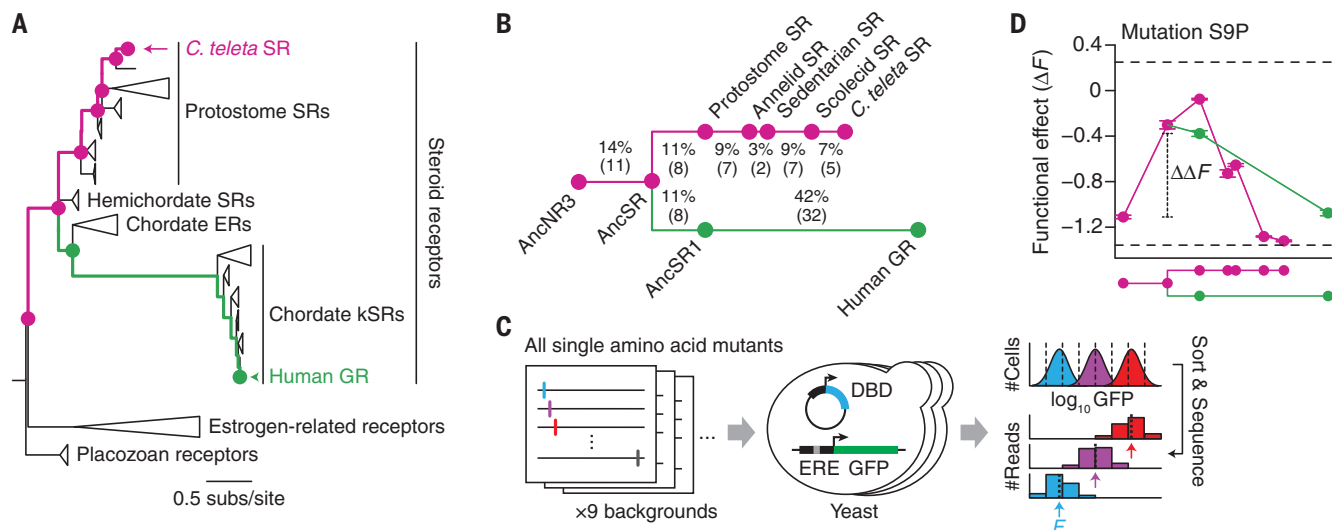 A
C. teleta SR
Protostome SRs
Hemichordate SRs
Chordate ERs
Chordate kSRs
Human GR
Steroid receptors
Estrogen-related receptors
Placozoan receptors
0.5 subs/site
B
Protostome SR
Annelid SR
Sedentarian SR
Scolecid SR
C. teleta SR
14%
(11)
11%
(8)
9%
(7)
3%
(2)
9%
(7)
7%
(5)
11%
(8)
42%
(32)
AncNR3
AncSR
AncSR1
Human GR
C
All single amino acid mutants
...
...
×9 backgrounds
DBD
ERE
GFP
Yeast
#Cells
log10 GFP
#Reads
F
Sort & Sequence
D
Mutation S9P
Functional effect (ΔF)
0.4
0
-0.4
-0.8
-1.2
ΔΔF